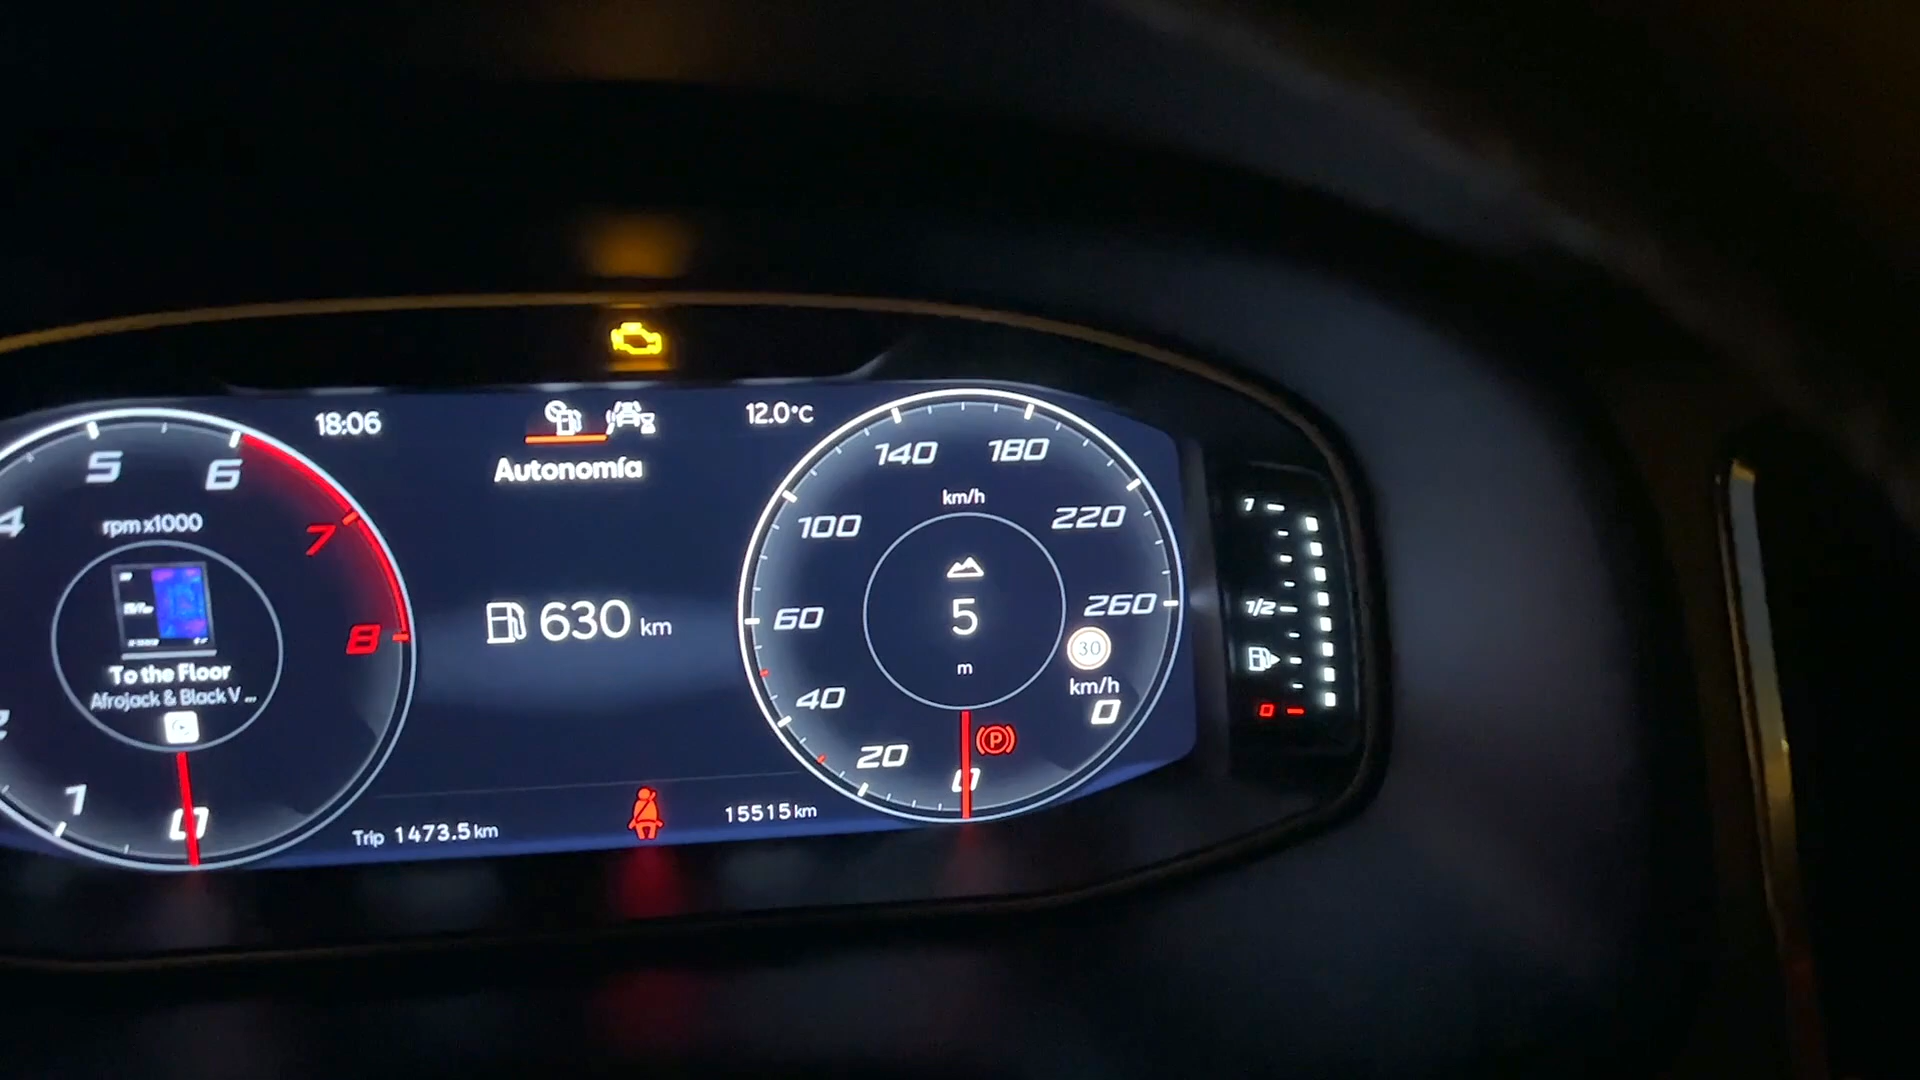 18:06
12.0°C
Autonomía
4
5
6
7
8
rpm x1000
To the Floor
Afrojack & Black V ...
1
0
630 km
Trip 1473.5 km
15515 km
140
180
km/h
100
220
60
5
260
m
30
km/h
0
40
20
P
0
1
1/2
0